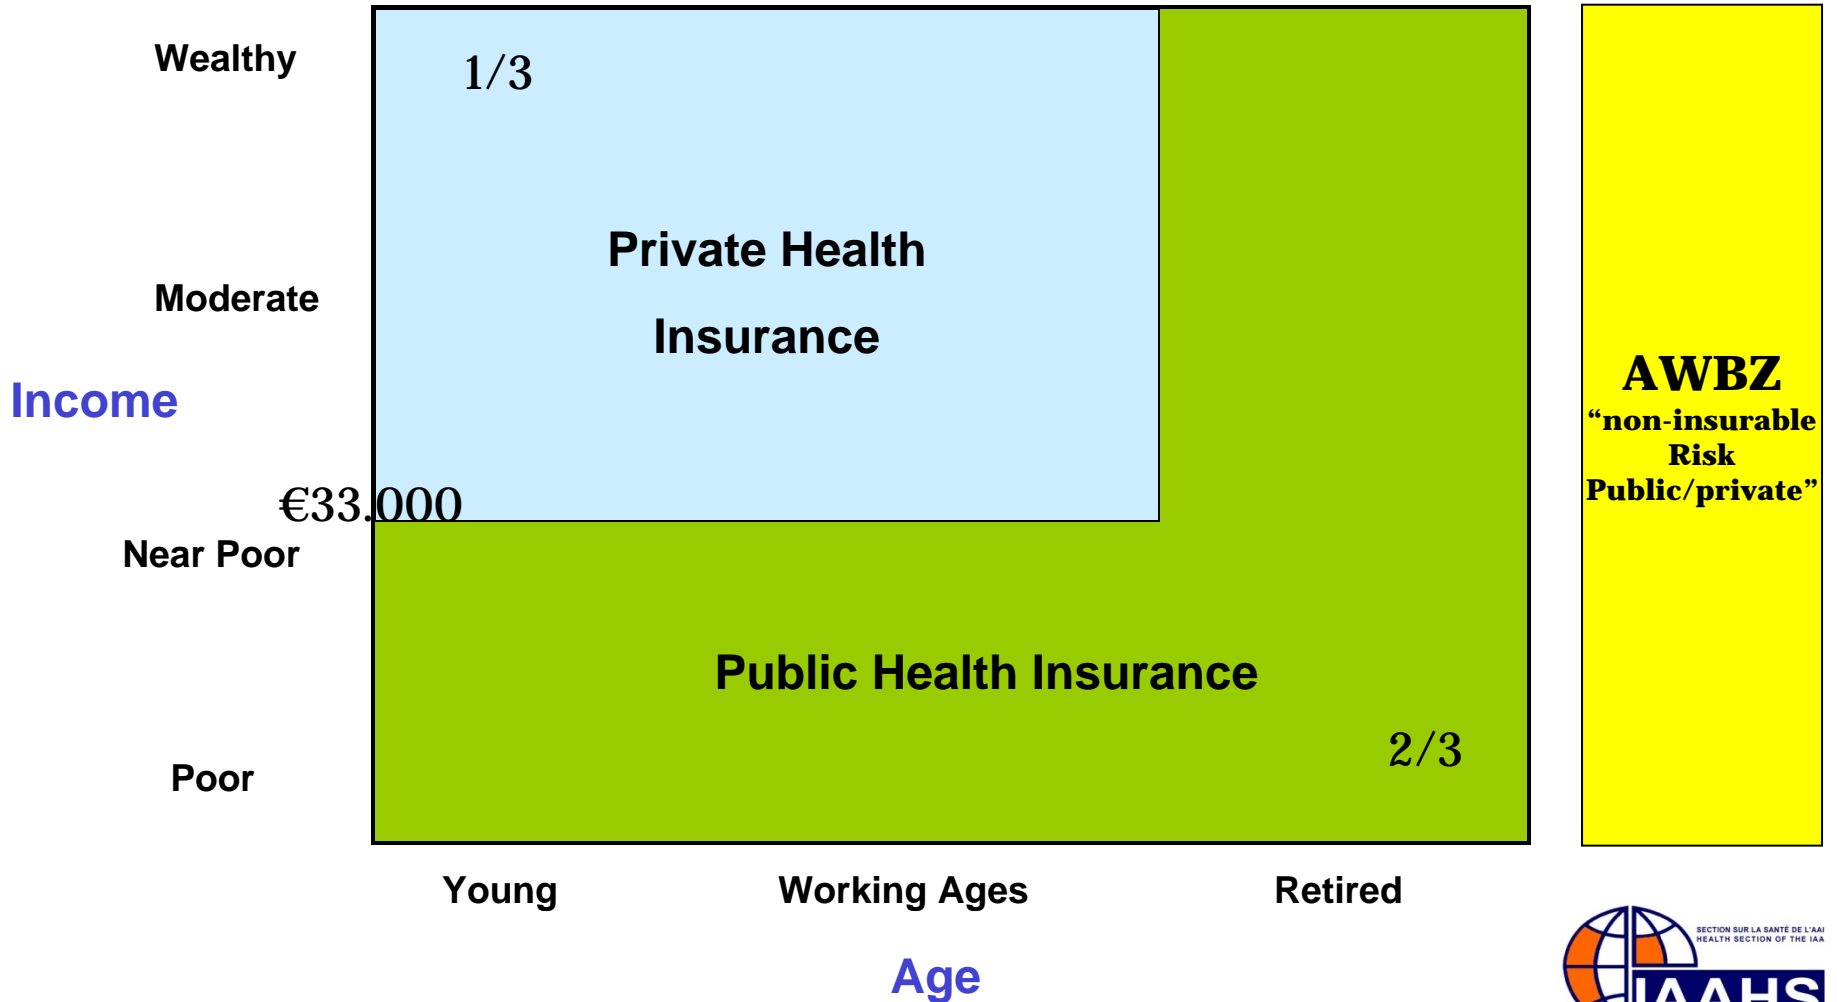 Wealthy
1/3
Private Health
Insurance
Moderate
Income
€33.000
Near Poor
Public Health Insurance
2/3
Poor
Young
Working Ages
Retired
Age
AWBZ
“non-insurable
Risk
Public/private”
SECTION SUR LA SANTÉ DE L'AAI
HEALTH SECTION OF THE IAA
IAAHS